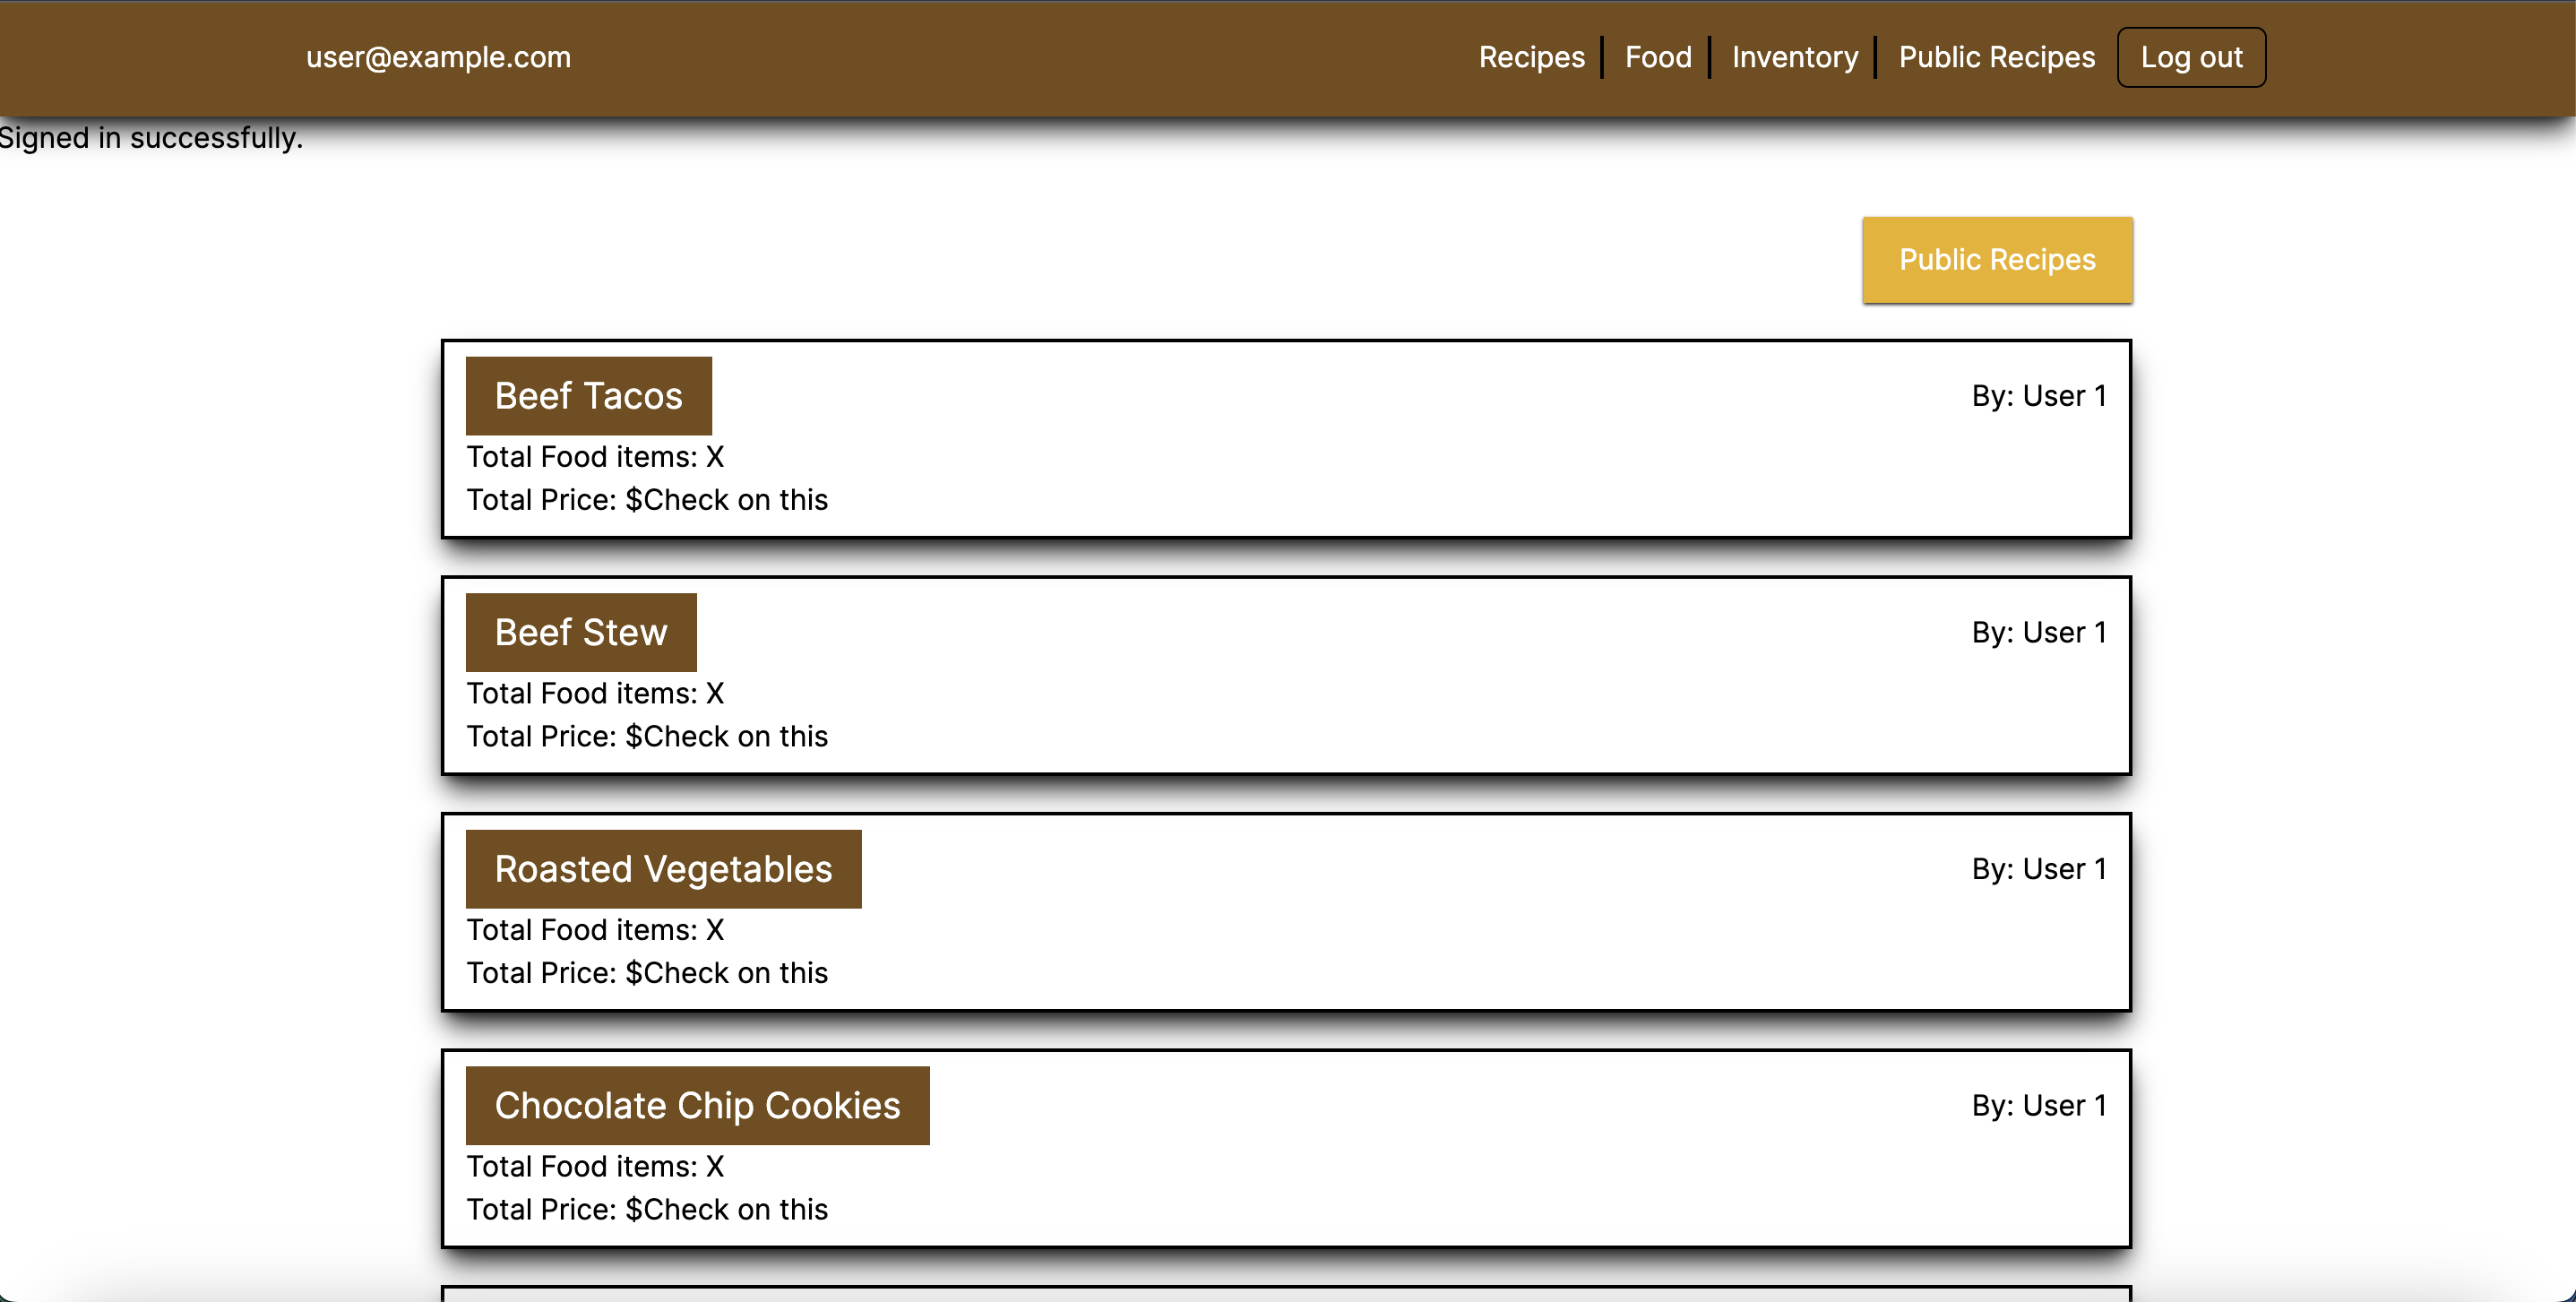 user@example.com
Recipes Food Inventory Public Recipes Log out
Signed in successfully.
Public Recipes
Beef Tacos
By: User 1
Total Food items: X
Total Price: $Check on this
Beef Stew
By: User 1
Total Food items: X
Total Price: $Check on this
Roasted Vegetables
By: User 1
Total Food items: X
Total Price: $Check on this
Chocolate Chip Cookies
By: User 1
Total Food items: X
Total Price: $Check on this